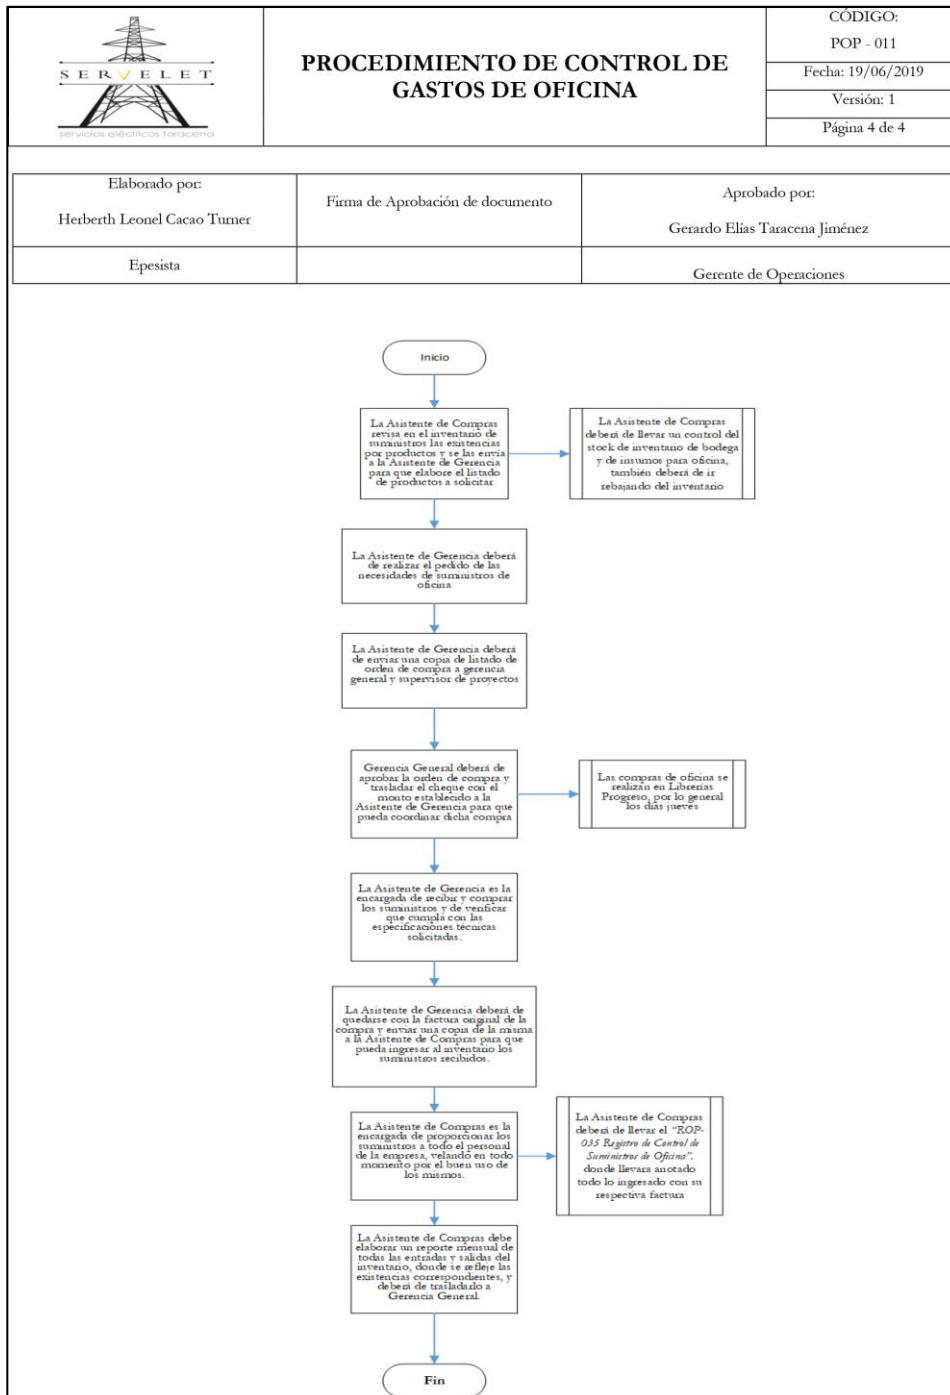 SERVELET
servicios eléctricos taracena
PROCEDIMIENTO DE CONTROL DE
GASTOS DE OFICINA
CÓDIGO:
POP - 011
Fecha: 19/06/2019
Versión: 1
Página 4 de 4
Elaborado por:
Herberth Leonel Cacao Turner
Firma de Aprobación de documento
Aprobado por:
Gerardo Elías Taracena Jiménez
Epesista
Gerente de Operaciones
Inicio
La Asistente de Compras
revisa en el inventario de
suministros las existencias
por productos y se las envía
a la Asistente de Gerencia
para que elabore el listado
de productos a solicitar
La Asistente de Compras
deberá de llevar un control del
stock de inventario de bodega
y de insumos para oficina,
también deberá de ir
rebajando del inventario
La Asistente de Gerencia deberá
de realizar el pedido de las
necesidades de suministros de
oficina
La Asistente de Gerencia deberá
de enviar una copia de listado de
orden de compra a gerencia
general y supervisor de proyectos
Gerencia General deberá de
aprobar la orden de compra y
trasladar el cheque con el
monto establecido a la
Asistente de Gerencia para que
pueda coordinar dicha compra
Las compras de oficina se
realizan en Librerías
Progreso, por lo general
los días jueves
La Asistente de Gerencia es la
encargada de recibir y comprar
los suministros y de verificar
que cumpla con las
especificaciones técnicas
solicitadas.
La Asistente de Gerencia deberá de
quedarse con la factura original de la
compra y enviar una copia de la misma
a la Asistente de Compras para que
pueda ingresar al inventario los
suministros recibidos.
La Asistente de Compras es la
encargada de proporcionar los
suministros a todo el personal
de la empresa, velando en todo
momento por el buen uso de
los mismos.
La Asistente de Compras
deberá de llevar el “ROP-
035 Registro de Control de
Suministros de Oficina”.
donde llevara anotado
todo lo ingresado con su
respectiva factura
La Asistente de Compras debe
elaborar un reporte mensual de
todas las entradas y salidas del
inventario, donde se refleje las
existencias correspondientes, y
deberá de trasladarlo a
Gerencia General.
Fin